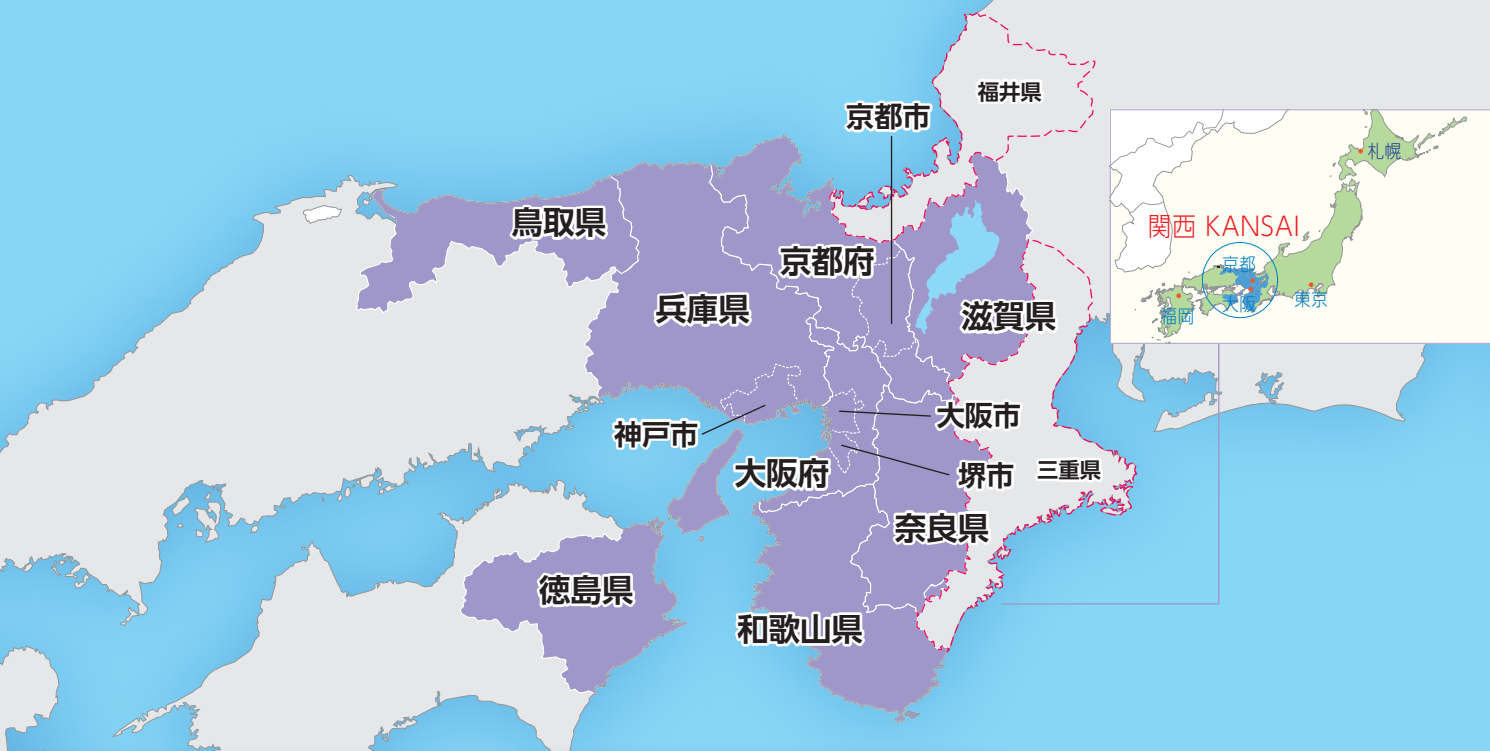 福井県
京都市
札幌
鳥取県
関西 KANSAI
京都府
京都
兵庫県
滋賀県
大阪
東京
福岡
神戸市
大阪市
大阪府
堺市
三重県
奈良県
徳島県
和歌山県